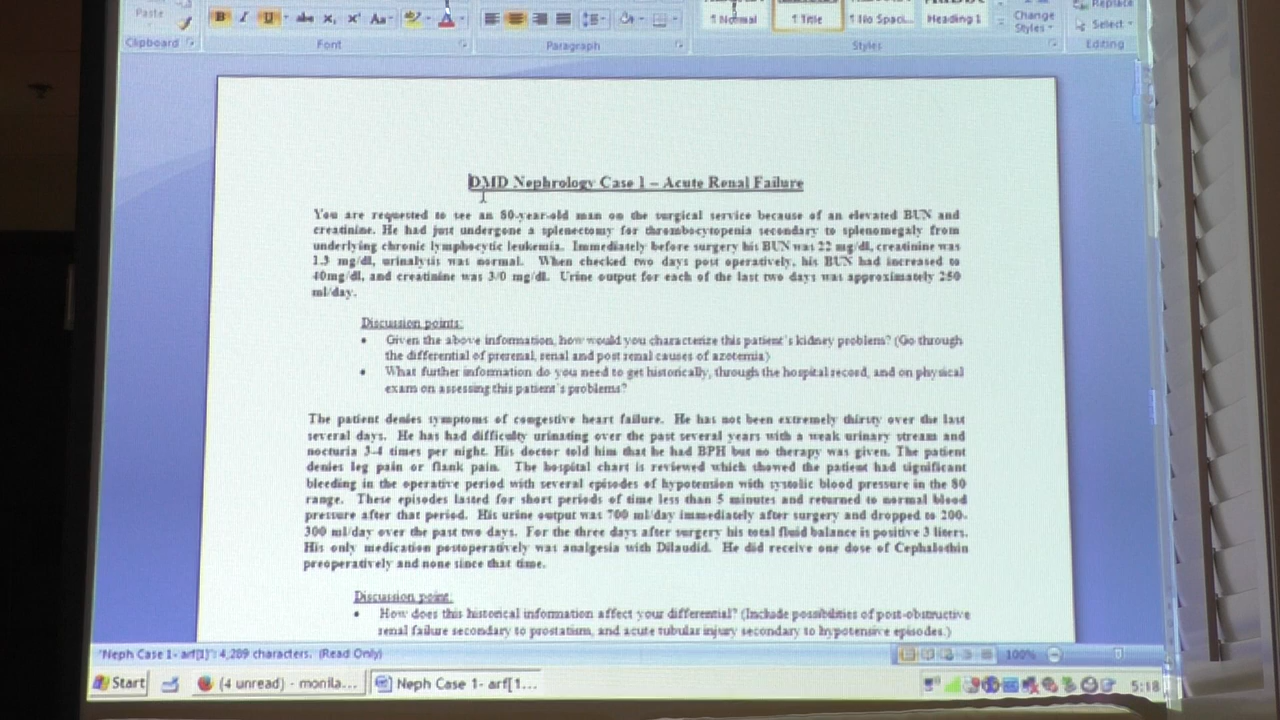 Paste
B I U abc x₂ x² Aa A
Replace
¶ Normal ¶ Title ¶ No Spaci... Heading 1 Change Styles Select
Clipboard Font Paragraph Styles Editing
DMD Nephrology Case 1 – Acute Renal Failure
You are requested to see an 80-year-old man on the surgical service because of an elevated BUN and
creatinine. He had just undergone a splenectomy for thrombocytopenia secondary to splenomegaly from
underlying chronic lymphocytic leukemia. Immediately before surgery his BUN was 22 mg/dl, creatinine was
1.3 mg/dl, urinalysis was normal. When checked two days post operatively, his BUN had increased to
40mg/dl, and creatinine was 3/0 mg/dl. Urine output for each of the last two days was approximately 250
ml/day.
Discussion points:
• Given the above information, how would you characterize this patient's kidney problem? (Go through
the differential of prerenal, renal and post renal causes of azotemia)
• What further information do you need to get historically, through the hospital record, and on physical
exam on assessing this patient's problems?
The patient denies symptoms of congestive heart failure. He has not been extremely thirsty over the last
several days. He has had difficulty urinating over the past several years with a weak urinary stream and
nocturia 3-4 times per night. His doctor told him that he had BPH but no therapy was given. The patient
denies leg pain or flank pain. The hospital chart is reviewed which showed the patient had significant
bleeding in the operative period with several episodes of hypotension with systolic blood pressure in the 80
range. These episodes lasted for short periods of time less than 5 minutes and returned to normal blood
pressure after that period. His urine output was 700 ml/day immediately after surgery and dropped to 200-
300 ml/day over the past two days. For the three days after surgery his total fluid balance is positive 3 liters.
His only medication postoperatively was analgesia with Dilaudid. He did receive one dose of Cephalothin
preoperatively and none since that time.
Discussion point:
• How does this historical information affect your differential? (Include possibilities of post-obstructive
renal failure secondary to prostatism, and acute tubular injury secondary to hypotensive episodes.)
"Neph Case 1- arf[1]": 4,289 characters. (Read Only) 100%
Start (4 unread) - monila... Neph Case 1- arf[1... 5:18